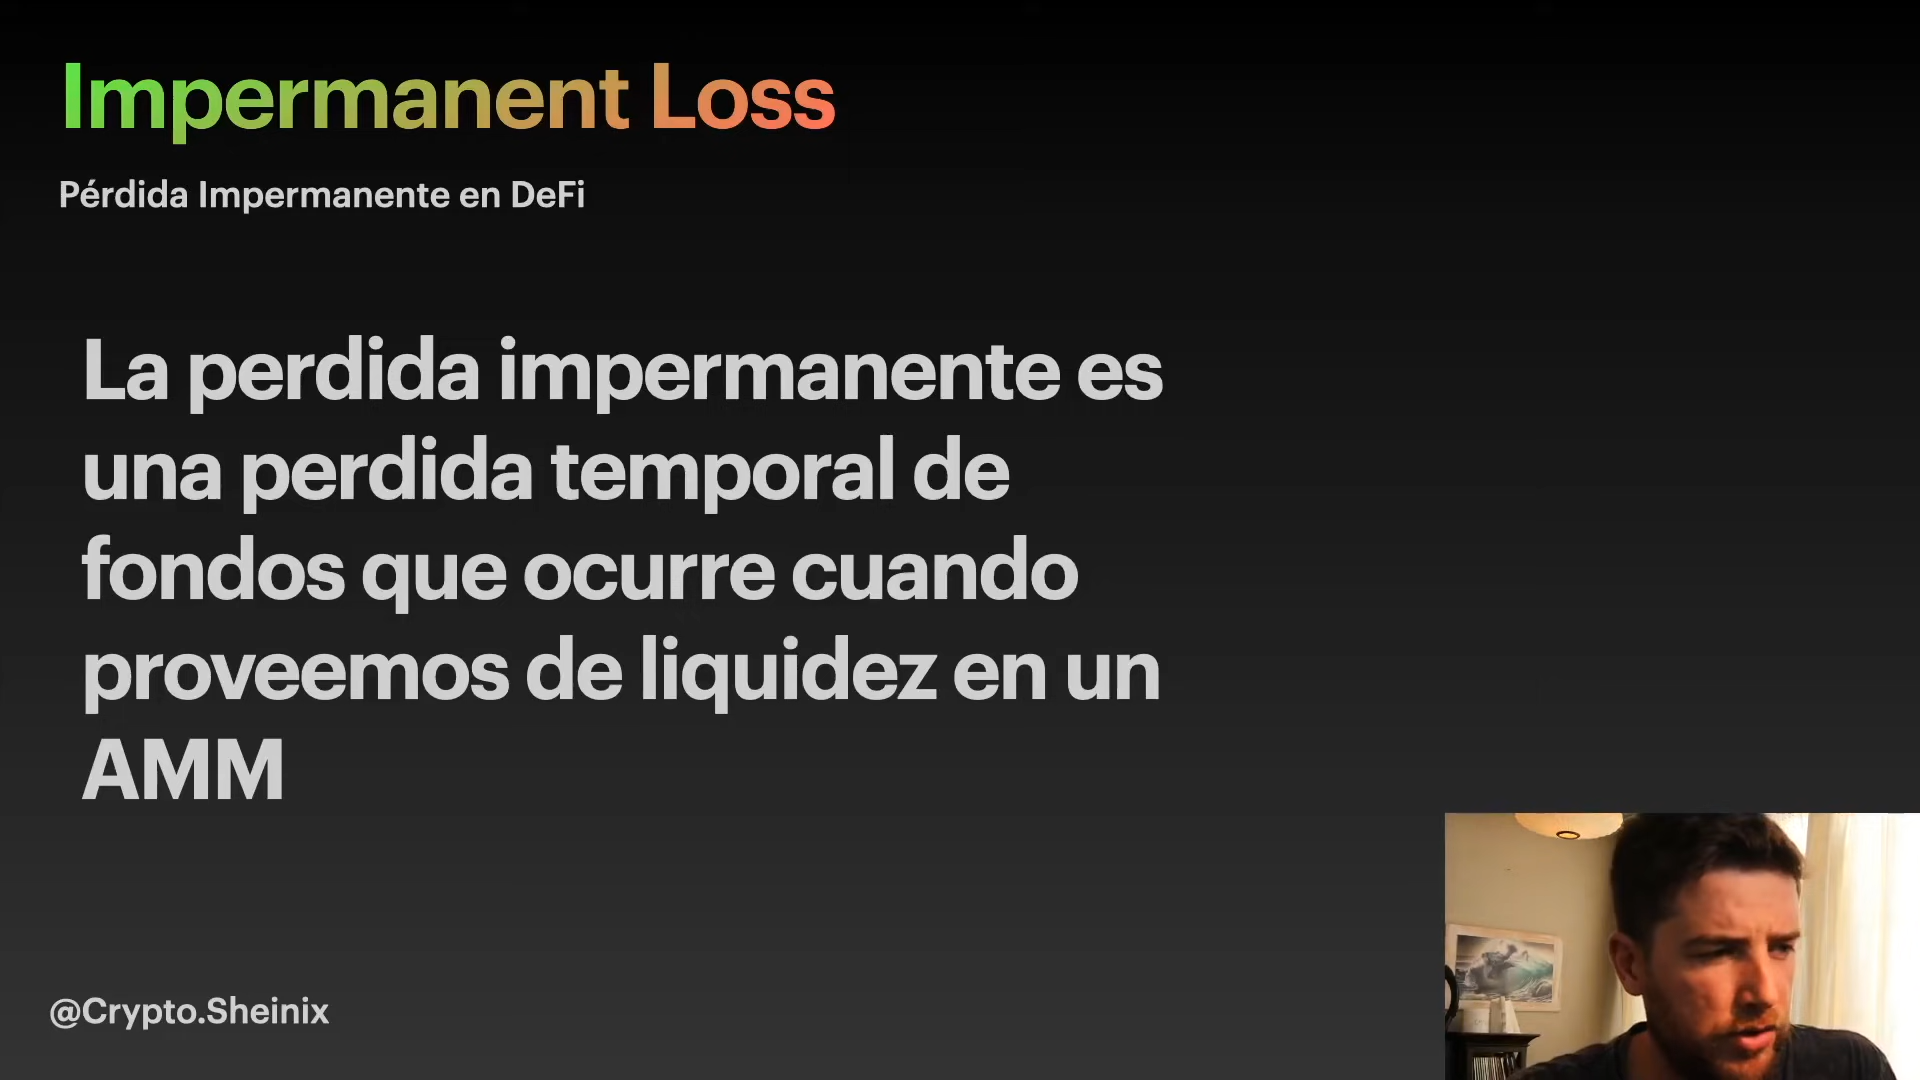 Impermanent Loss
Pérdida Impermanente en DeFi
La perdida impermanente es
una perdida temporal de
fondos que ocurre cuando
proveemos de liquidez en un
AMM
@Crypto.Sheinix